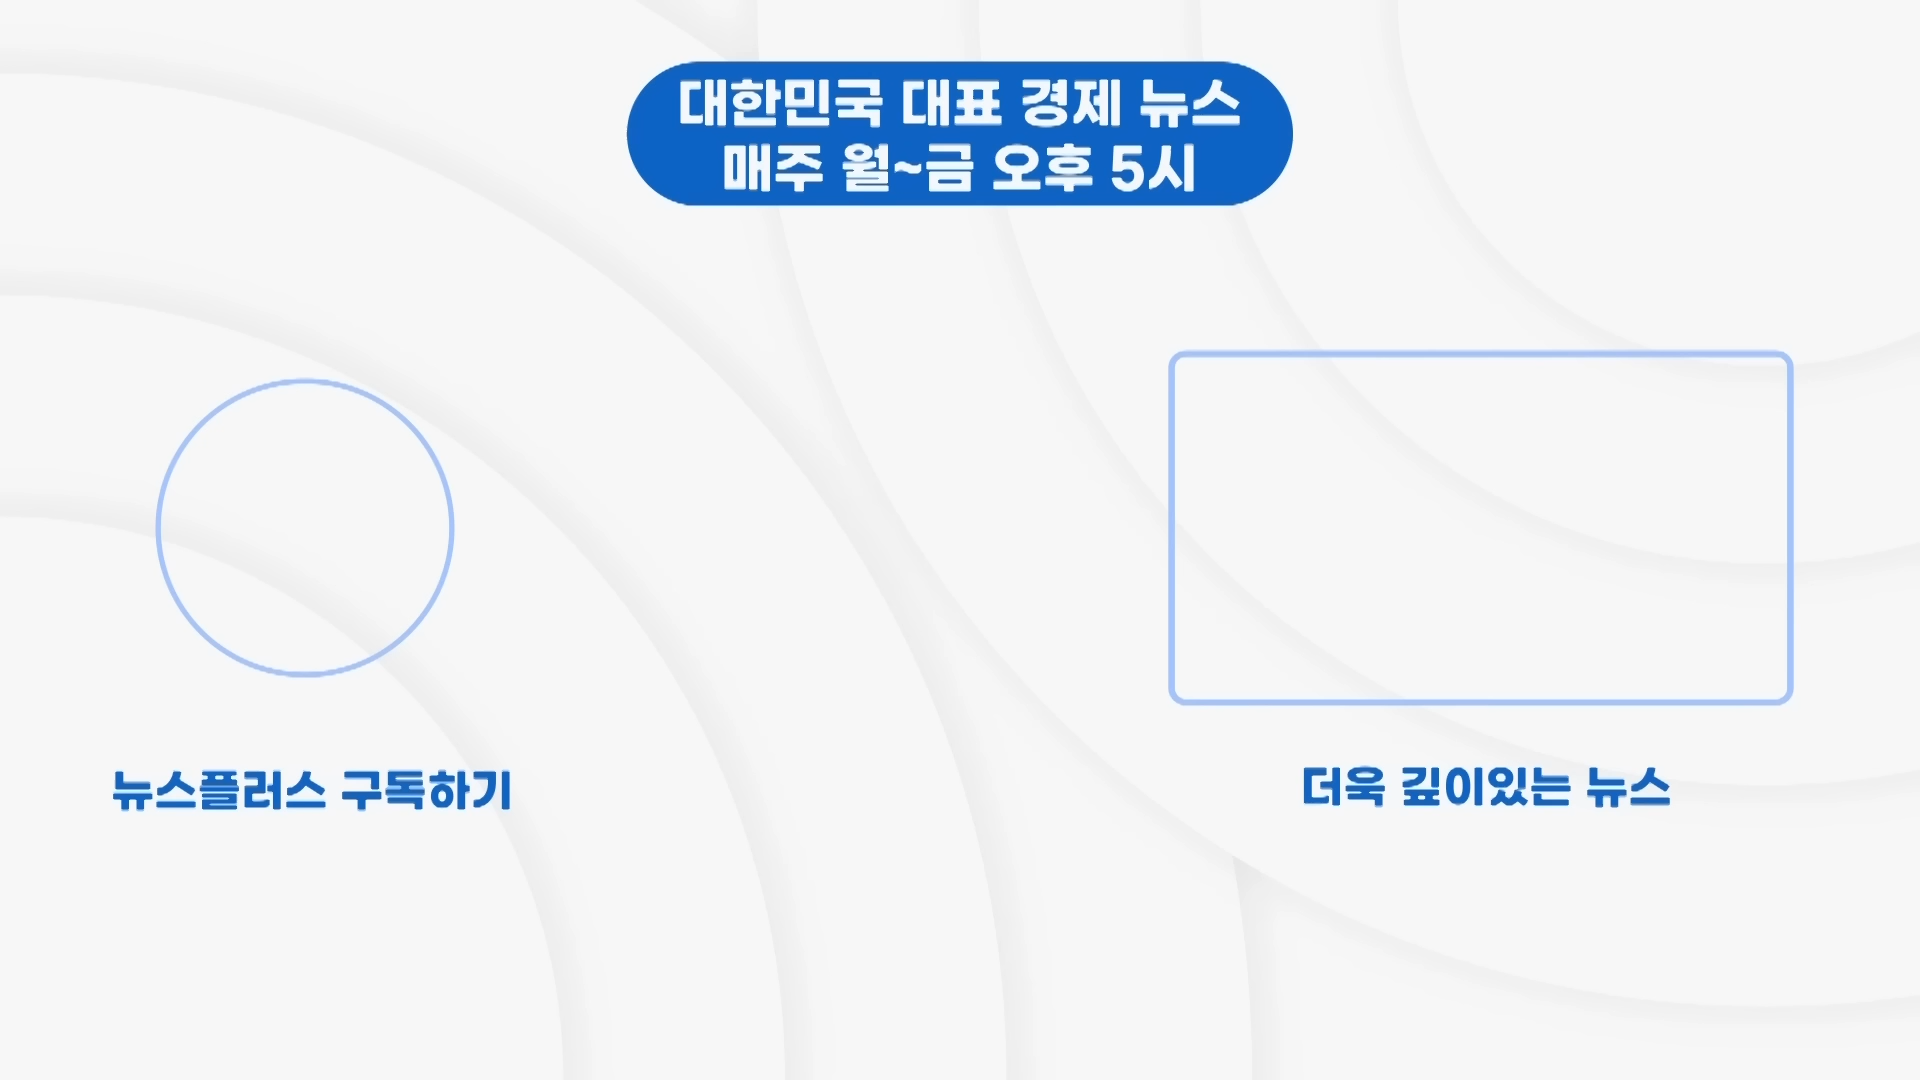 대한민국 대표 경제 뉴스
매주 월~금 오후 5시
뉴스플러스 구독하기
더욱 깊이있는 뉴스